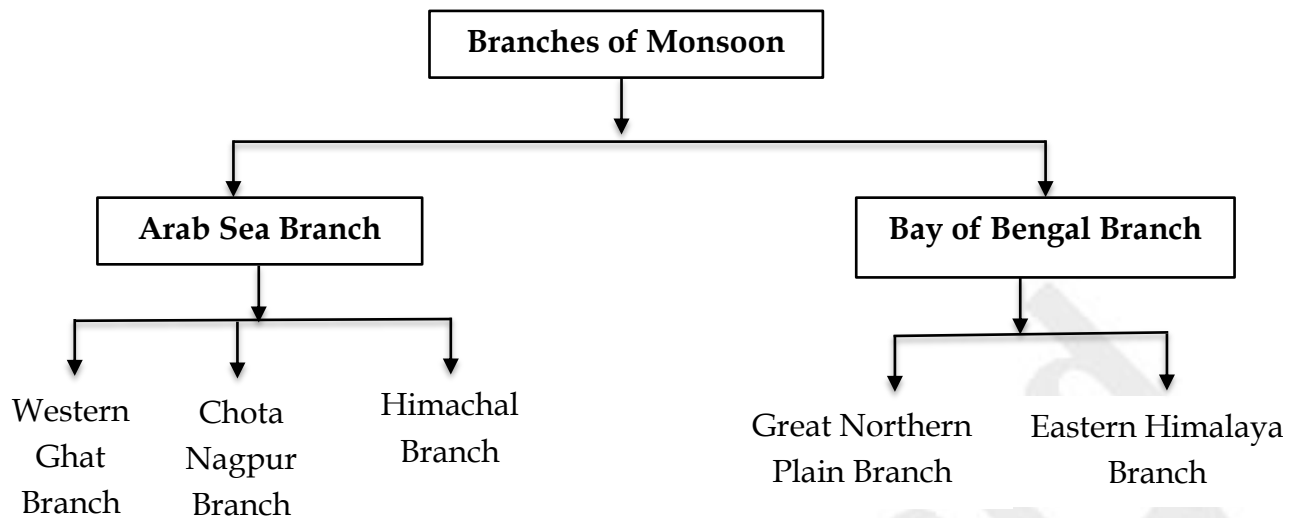 Branches of Monsoon
Arab Sea Branch
Bay of Bengal Branch
Western
Ghat
Branch
Chota
Nagpur
Branch
Himachal
Branch
Great Northern
Plain Branch
Eastern Himalaya
Branch